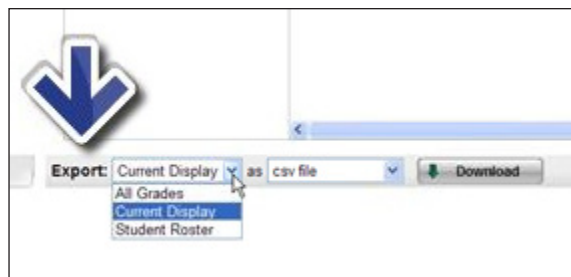 Export: Current Display as csv file Download
All Grades
Current Display
Student Roster